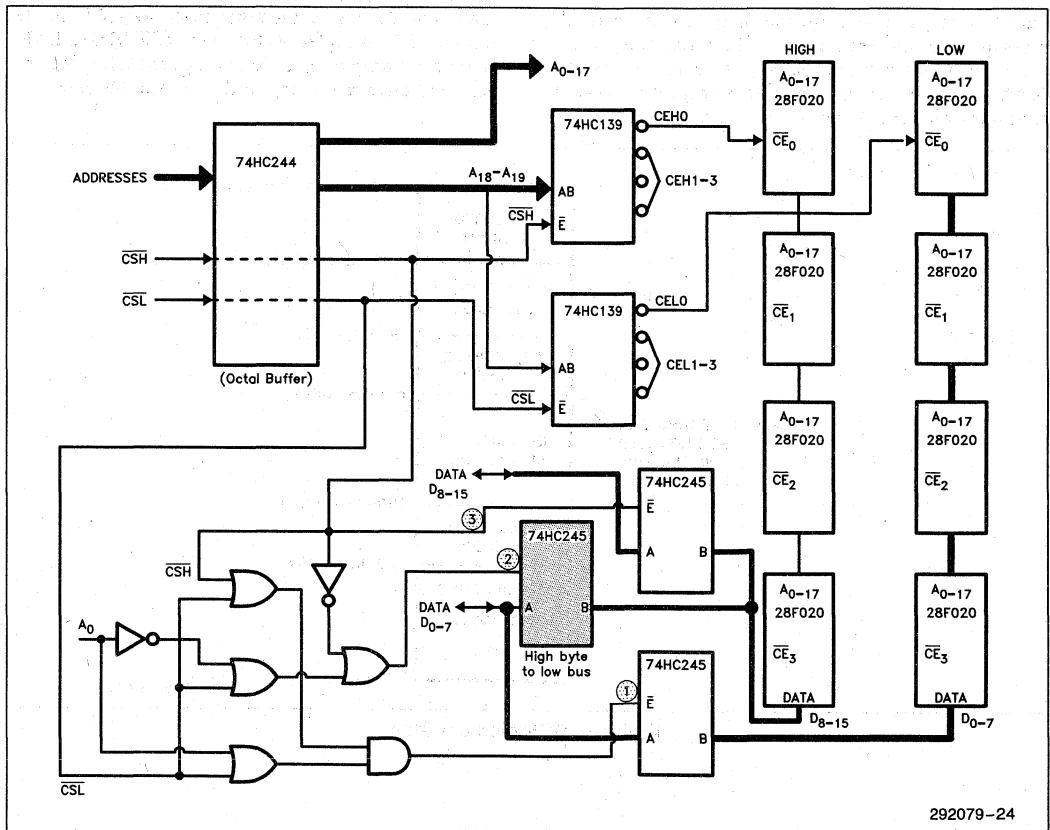 HIGH
LOW
A0-17
74HC244
ADDRESSES
CSH
CSL
(Octal Buffer)
A18-A19
74HC139
AB
CSH
E
CEH0
CEH1-3
74HC139
AB
CSL
E
CEL0
CEL1-3
A0-17
28F020
CE0
A0-17
28F020
CE1
A0-17
28F020
CE2
A0-17
28F020
CE3
DATA
D8-15
A0-17
28F020
CE0
A0-17
28F020
CE1
A0-17
28F020
CE2
A0-17
28F020
CE3
DATA
D0-7
DATA
D8-15
3
74HC245
E
A
B
2
74HC245
DATA
D0-7
A
B
High byte
to low bus
1
74HC245
E
A
B
CSH
A0
CSL
292079-24